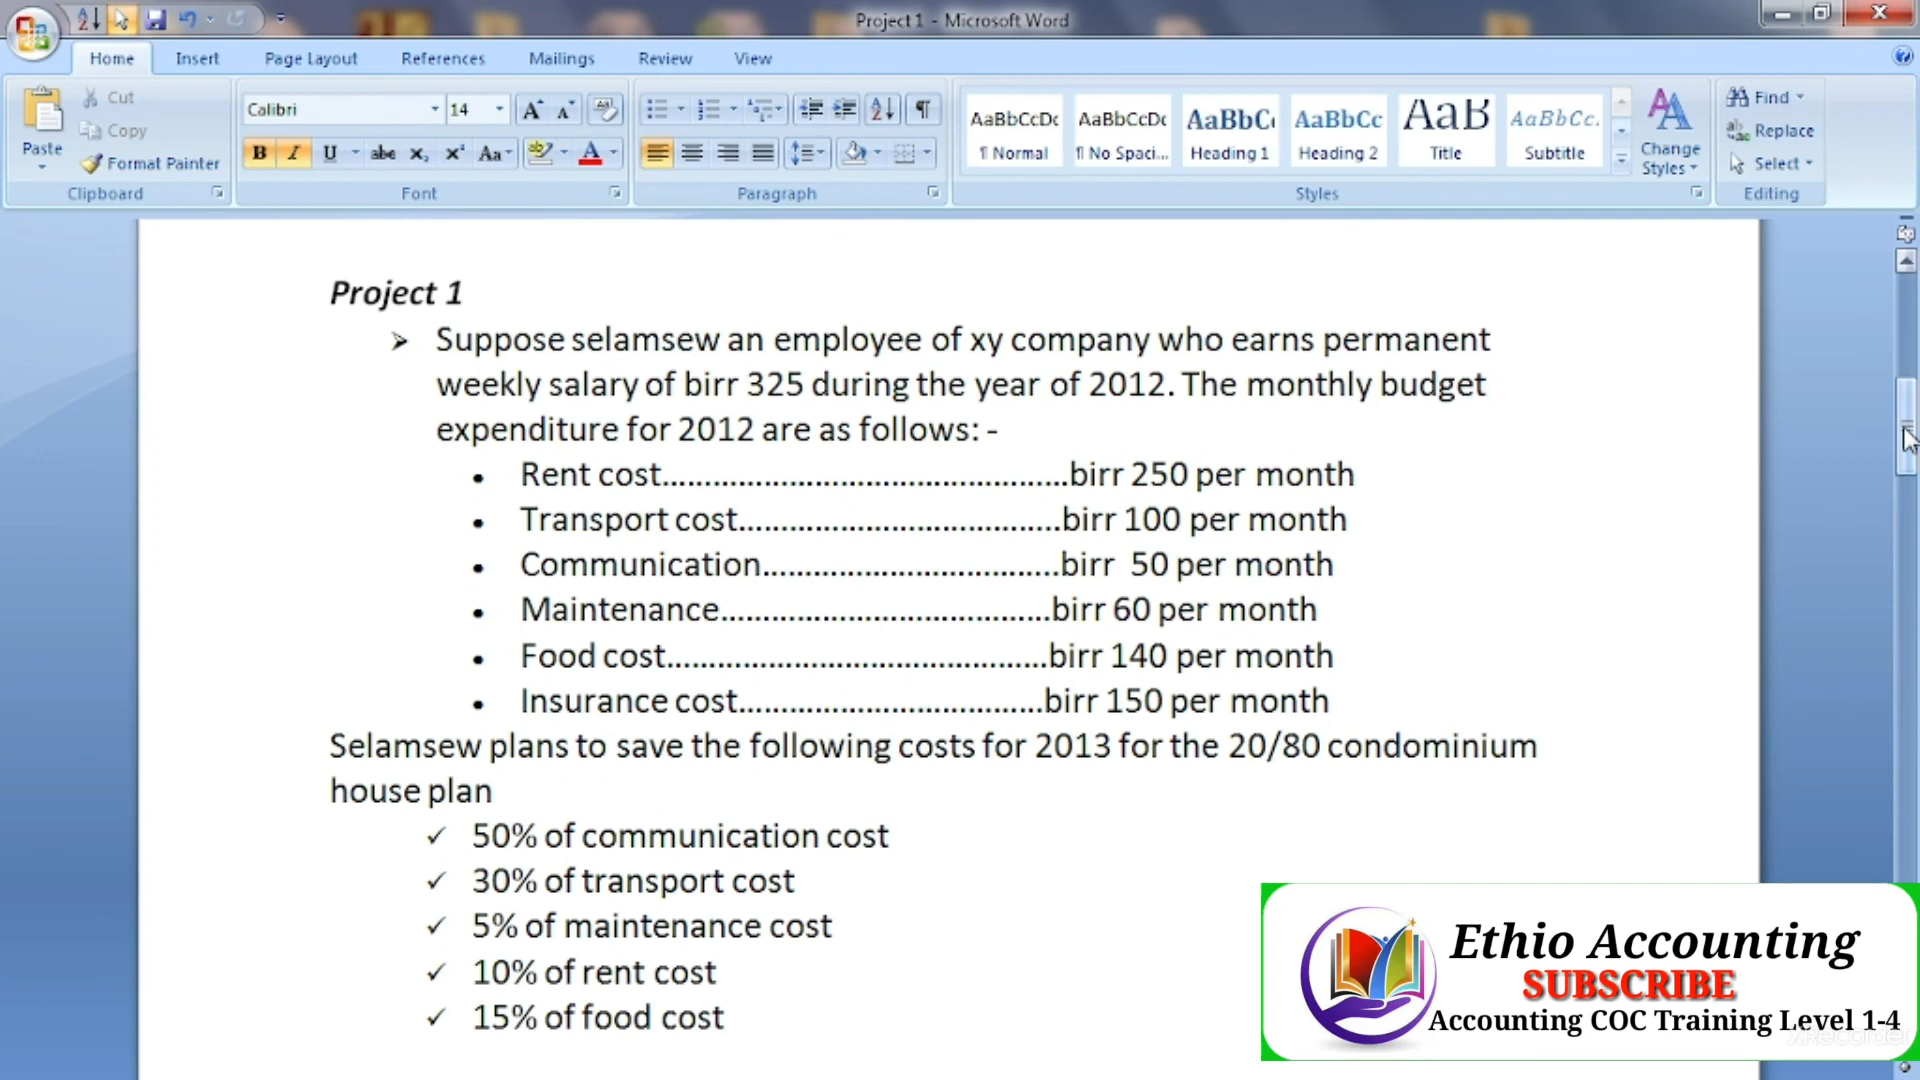 Project 1 - Microsoft Word
Home Insert Page Layout References Mailings Review View
Paste
Cut
Copy
Format Painter
Clipboard
Calibri 14
B I U abe x₂ x² Aa
Font
Paragraph
AaBbCcDc AaBbCcDc AaBbC AaBbCc AaB AaBbCc.
¶ Normal ¶ No Spaci... Heading 1 Heading 2 Title Subtitle
Change Styles
Styles
Find
Replace
Select
Editing
Project 1
➢ Suppose selamsew an employee of xy company who earns permanent
weekly salary of birr 325 during the year of 2012. The monthly budget
expenditure for 2012 are as follows: -
• Rent cost................................................birr 250 per month
• Transport cost......................................birr 100 per month
• Communication...................................birr 50 per month
• Maintenance.......................................birr 60 per month
• Food cost.............................................birr 140 per month
• Insurance cost....................................birr 150 per month
Selamsew plans to save the following costs for 2013 for the 20/80 condominium
house plan
✓ 50% of communication cost
✓ 30% of transport cost
✓ 5% of maintenance cost
✓ 10% of rent cost
✓ 15% of food cost
Ethio Accounting
SUBSCRIBE
Accounting COC Training Level 1-4